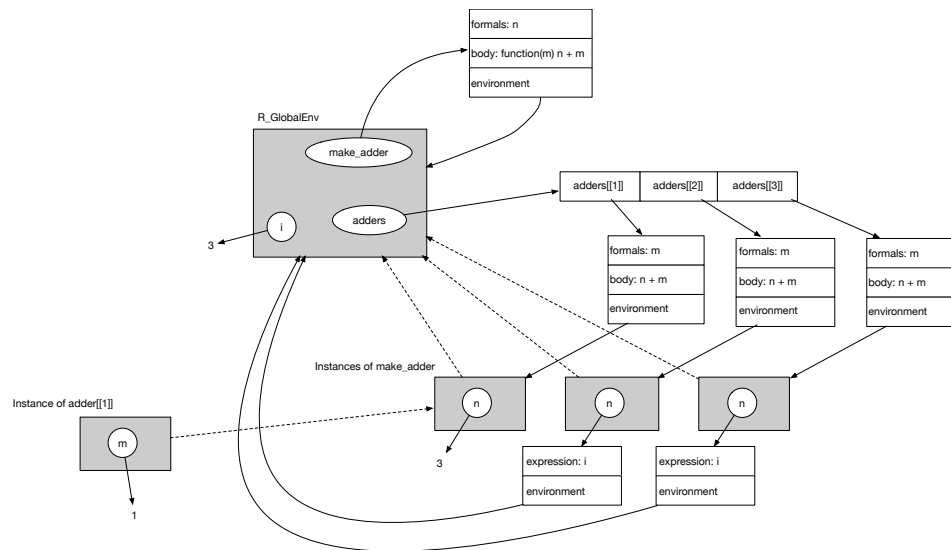 formals: n
body: function(m) n + m
environment
R_GlobalEnv
make_adder
adders[[1]] adders[[2]] adders[[3]]
adders
i
3
formals: m
body: n + m
environment
formals: m
body: n + m
environment
formals: m
body: n + m
environment
Instances of make_adder
n
n
n
Instance of adder[[1]]
m
3
1
expression: i
environment
expression: i
environment